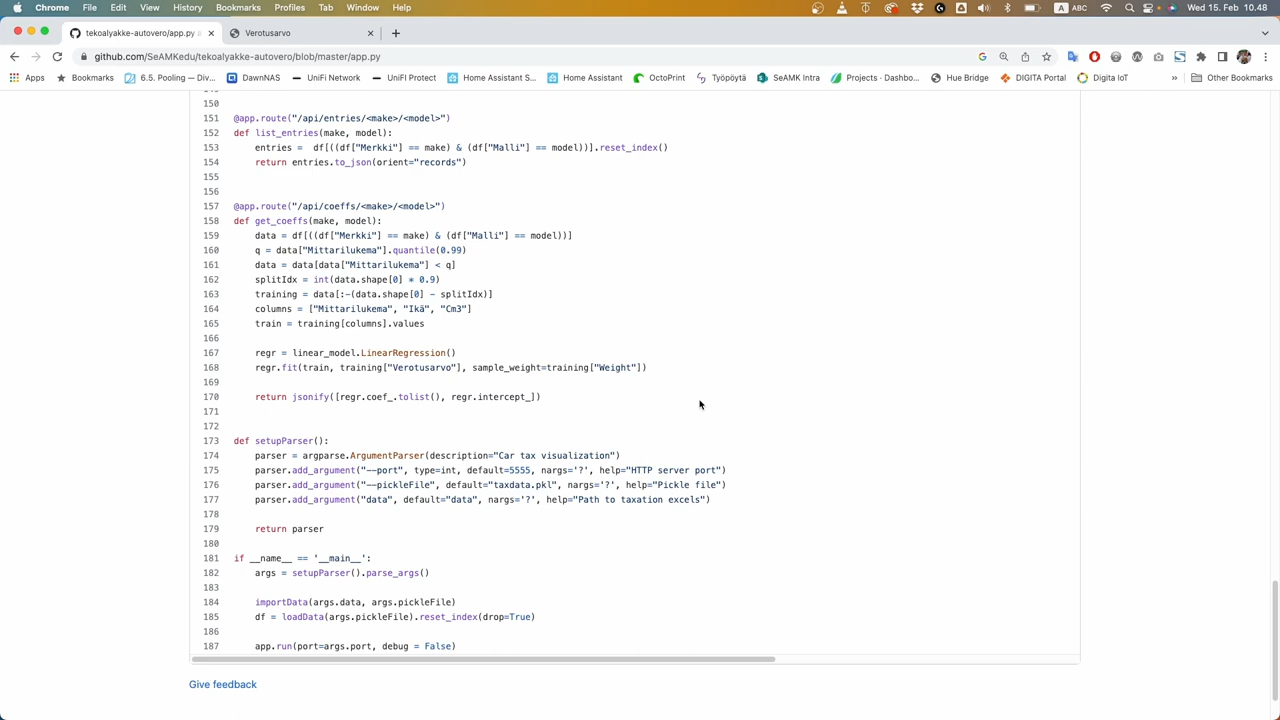 Chrome File Edit View History Bookmarks Profiles Tab Window Help A ABC Wed 15. Feb 10.48
tekoalyakke-autovero/app.py a × Verotusarvo × +
github.com/SeAMKedu/tekoalyakke-autovero/blob/master/app.py
Apps Bookmarks 6.5. Pooling — Div… DawnNAS UniFi Network UniFI Protect Home Assistant S… Home Assistant OctoPrint Työpöytä SeAMK Intra Projects · Dashbo… Hue Bridge DIGITA Portal Digita IoT » Other Bookmarks
150
151 @app.route("/api/entries/<make>/<model>")
152 def list_entries(make, model):
153 entries = df[((df["Merkki"] == make) & (df["Malli"] == model))].reset_index()
154 return entries.to_json(orient="records")
155
156
157 @app.route("/api/coeffs/<make>/<model>")
158 def get_coeffs(make, model):
159 data = df[((df["Merkki"] == make) & (df["Malli"] == model))]
160 q = data["Mittarilukema"].quantile(0.99)
161 data = data[data["Mittarilukema"] < q]
162 splitIdx = int(data.shape[0] * 0.9)
163 training = data[:-(data.shape[0] - splitIdx)]
164 columns = ["Mittarilukema", "Ikä", "Cm3"]
165 train = training[columns].values
166
167 regr = linear_model.LinearRegression()
168 regr.fit(train, training["Verotusarvo"], sample_weight=training["Weight"])
169
170 return jsonify([regr.coef_.tolist(), regr.intercept_])
171
172
173 def setupParser():
174 parser = argparse.ArgumentParser(description="Car tax visualization")
175 parser.add_argument("--port", type=int, default=5555, nargs='?', help="HTTP server port")
176 parser.add_argument("--pickleFile", default="taxdata.pkl", nargs='?', help="Pickle file")
177 parser.add_argument("data", default="data", nargs='?', help="Path to taxation excels")
178
179 return parser
180
181 if __name__ == '__main__':
182 args = setupParser().parse_args()
183
184 importData(args.data, args.pickleFile)
185 df = loadData(args.pickleFile).reset_index(drop=True)
186
187 app.run(port=args.port, debug = False)
Give feedback